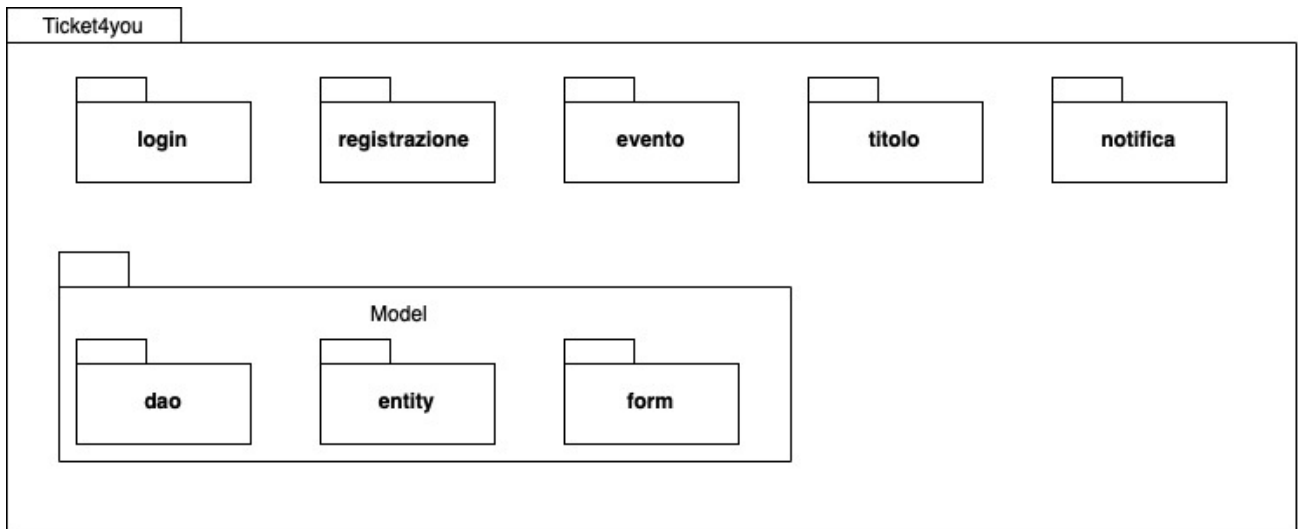 Ticket4you
login
registrazione
evento
titolo
notifica
Model
dao
entity
form